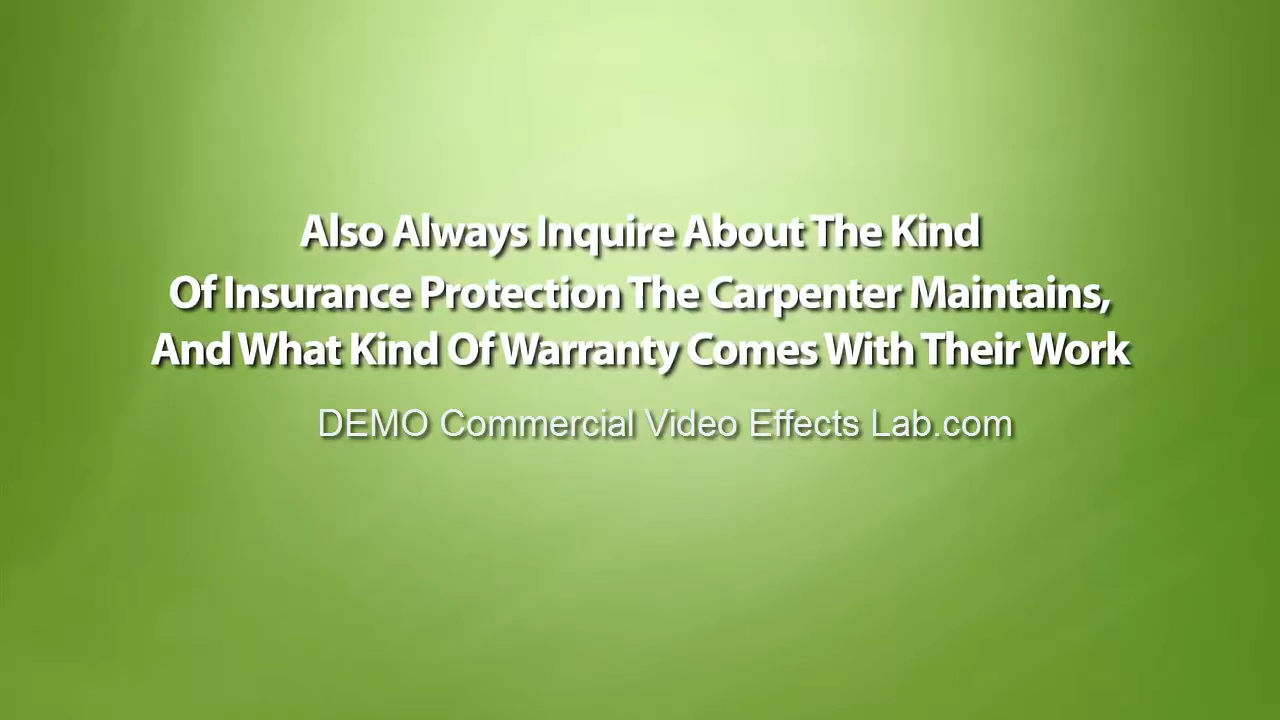 Also Always Inquire About The Kind
Of Insurance Protection The Carpenter Maintains,
And What Kind Of Warranty Comes With Their Work
DEMO Commercial Video Effects Lab.com